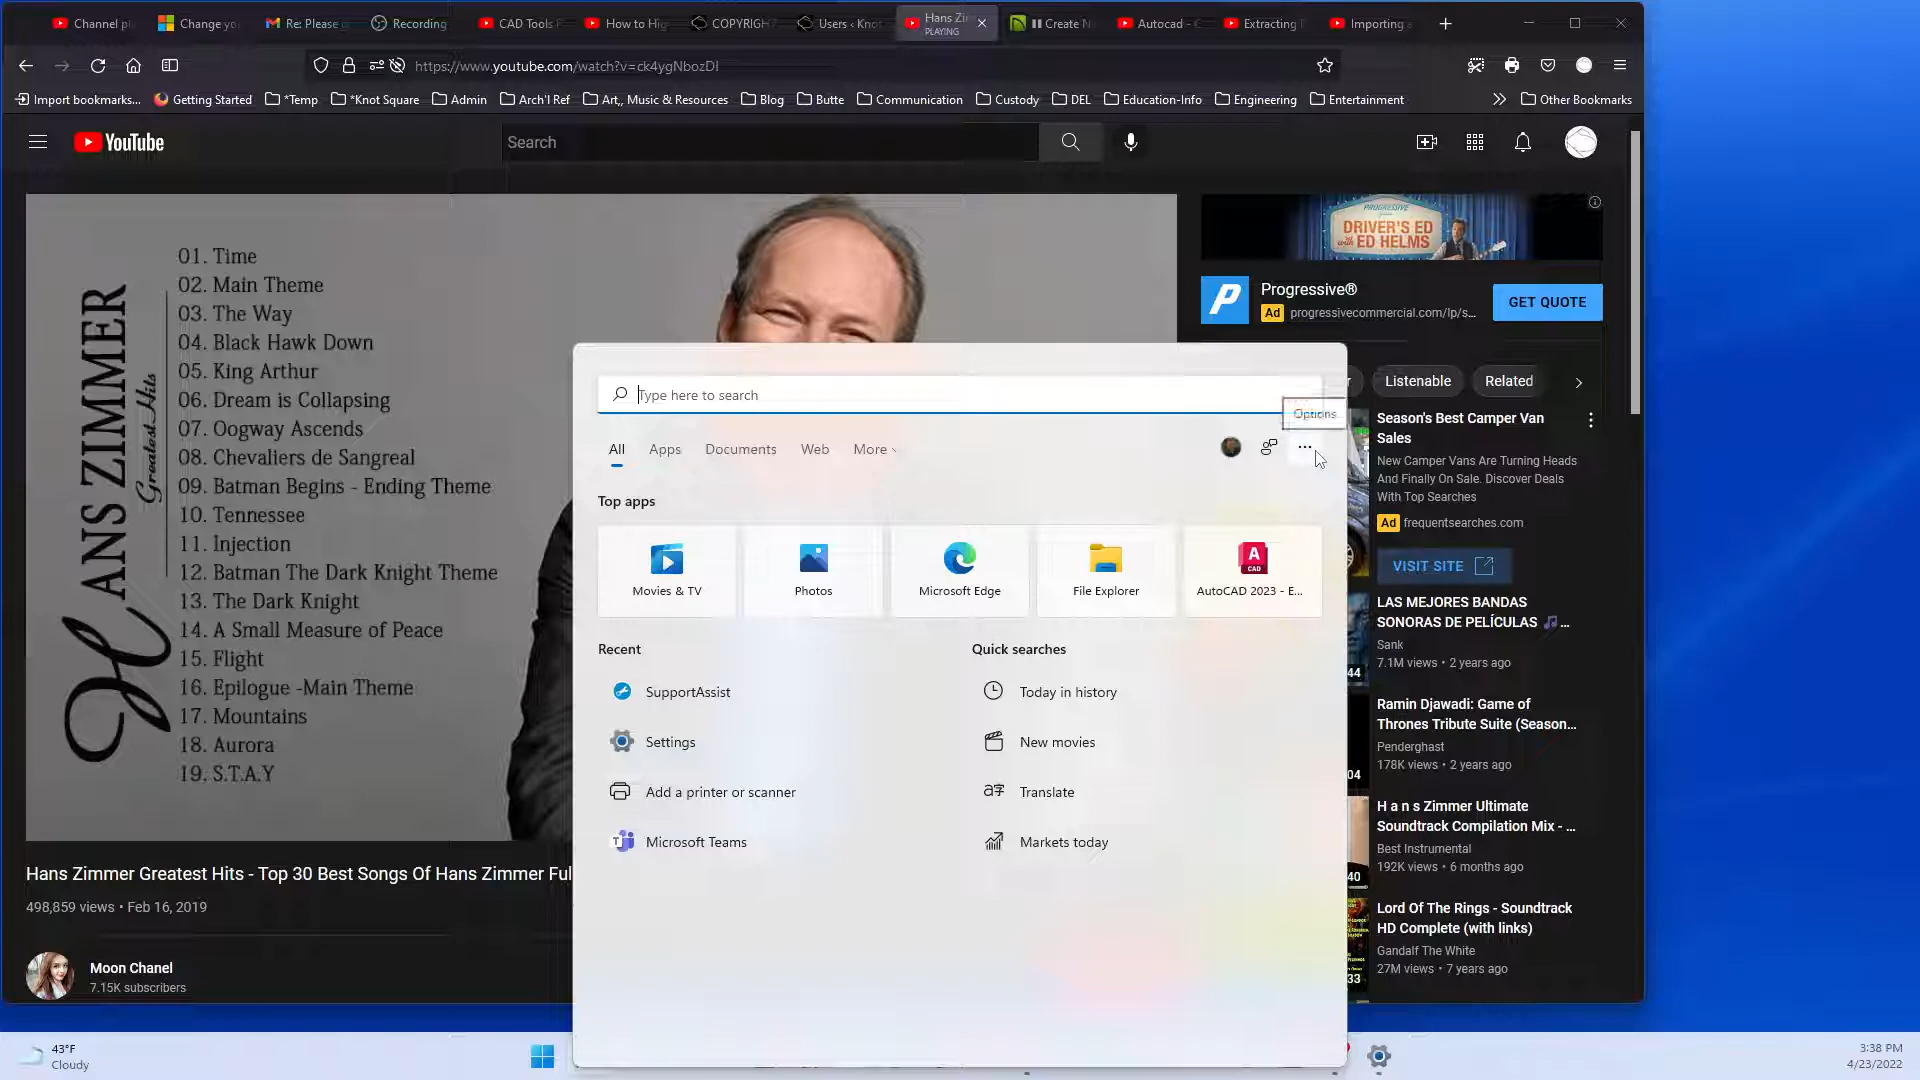 Channel p
Change yo
Re: Please
Recording
CAD Tools
How to Hig
COPYRIGHT
Users ‹ Knot
Hans Zim
PLAYING
Create N
Autocad - C
Extracting
Importing a
https://www.youtube.com/watch?v=ck4ygNbozDI
Import bookmarks...
Getting Started
*Temp
*Knot Square
Admin
Arch'l Ref
Art,, Music & Resources
Blog
Butte
Communication
Custody
DEL
Education-Info
Engineering
Entertainment
Other Bookmarks
YouTube
Search
HANS ZIMMER
Greatest Hits
01. Time
02. Main Theme
03. The Way
04. Black Hawk Down
05. King Arthur
06. Dream is Collapsing
07. Oogway Ascends
08. Chevaliers de Sangreal
09. Batman Begins - Ending Theme
10. Tennessee
11. Injection
12. Batman The Dark Knight Theme
13. The Dark Knight
14. A Small Measure of Peace
15. Flight
16. Epilogue -Main Theme
17. Mountains
18. Aurora
19. S.T.A.Y
PROGRESSIVE
DRIVER'S ED
with ED HELMS
Progressive®
Ad progressivecommercial.com/lp/s...
GET QUOTE
r
Listenable
Related
Season's Best Camper Van
Sales
New Camper Vans Are Turning Heads
And Finally On Sale. Discover Deals
With Top Searches
Ad frequentsearches.com
VISIT SITE
LAS MEJORES BANDAS
SONORAS DE PELÍCULAS 🎵...
Sank
7.1M views • 2 years ago
44
Ramin Djawadi: Game of
Thrones Tribute Suite (Season...
Penderghast
178K views • 2 years ago
04
H a n s Zimmer Ultimate
Soundtrack Compilation Mix - ...
Best Instrumental
192K views • 6 months ago
40
Lord Of The Rings - Soundtrack
HD Complete (with links)
Gandalf The White
27M views • 7 years ago
33
Type here to search
Options
All
Apps
Documents
Web
More
Top apps
Movies & TV
Photos
Microsoft Edge
File Explorer
A
CAD
AutoCAD 2023 - E...
Recent
SupportAssist
Settings
Add a printer or scanner
Microsoft Teams
Quick searches
Today in history
New movies
Translate
Markets today
Hans Zimmer Greatest Hits - Top 30 Best Songs Of Hans Zimmer Ful
498,859 views • Feb 16, 2019
Moon Chanel
7.15K subscribers
43°F
Cloudy
3:38 PM
4/23/2022